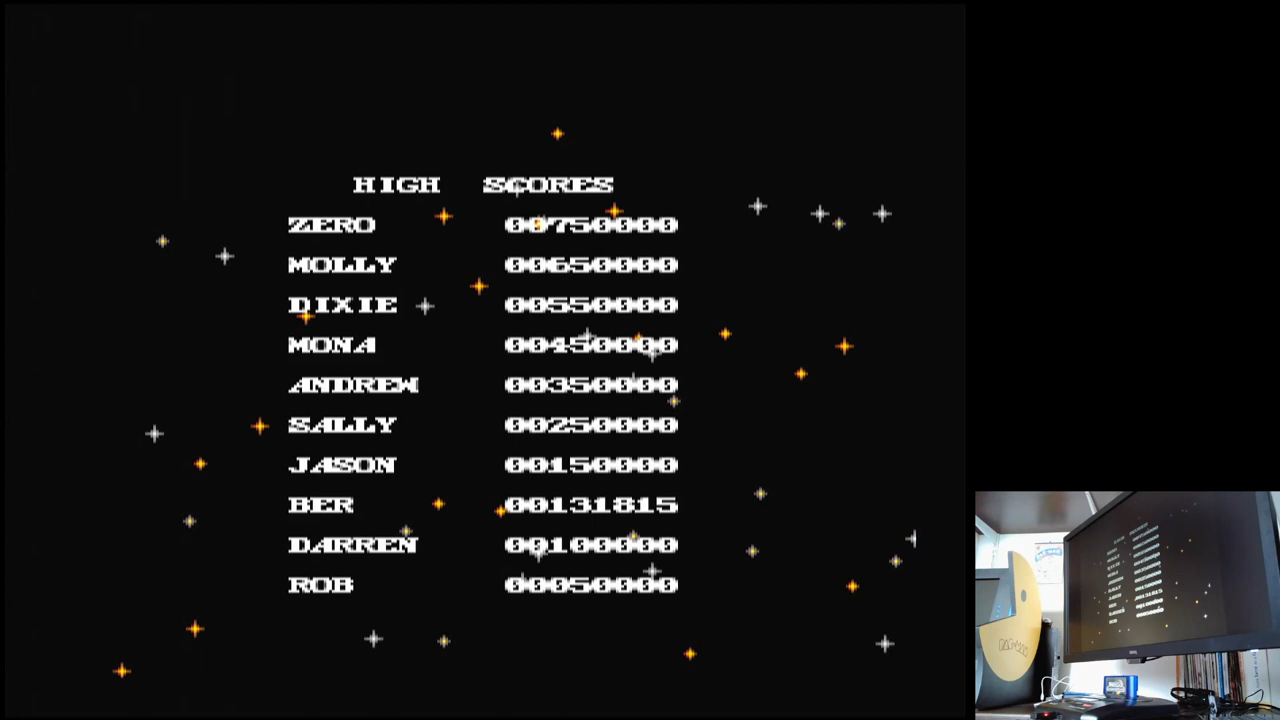 HIGH SCORES
ZERO 00750000
MOLLY 00650000
DIXIE 00550000
MONA 00450000
ANDREW 00350000
SALLY 00250000
JASON 00150000
BER 00131815
DARREN 00100000
ROB 00050000